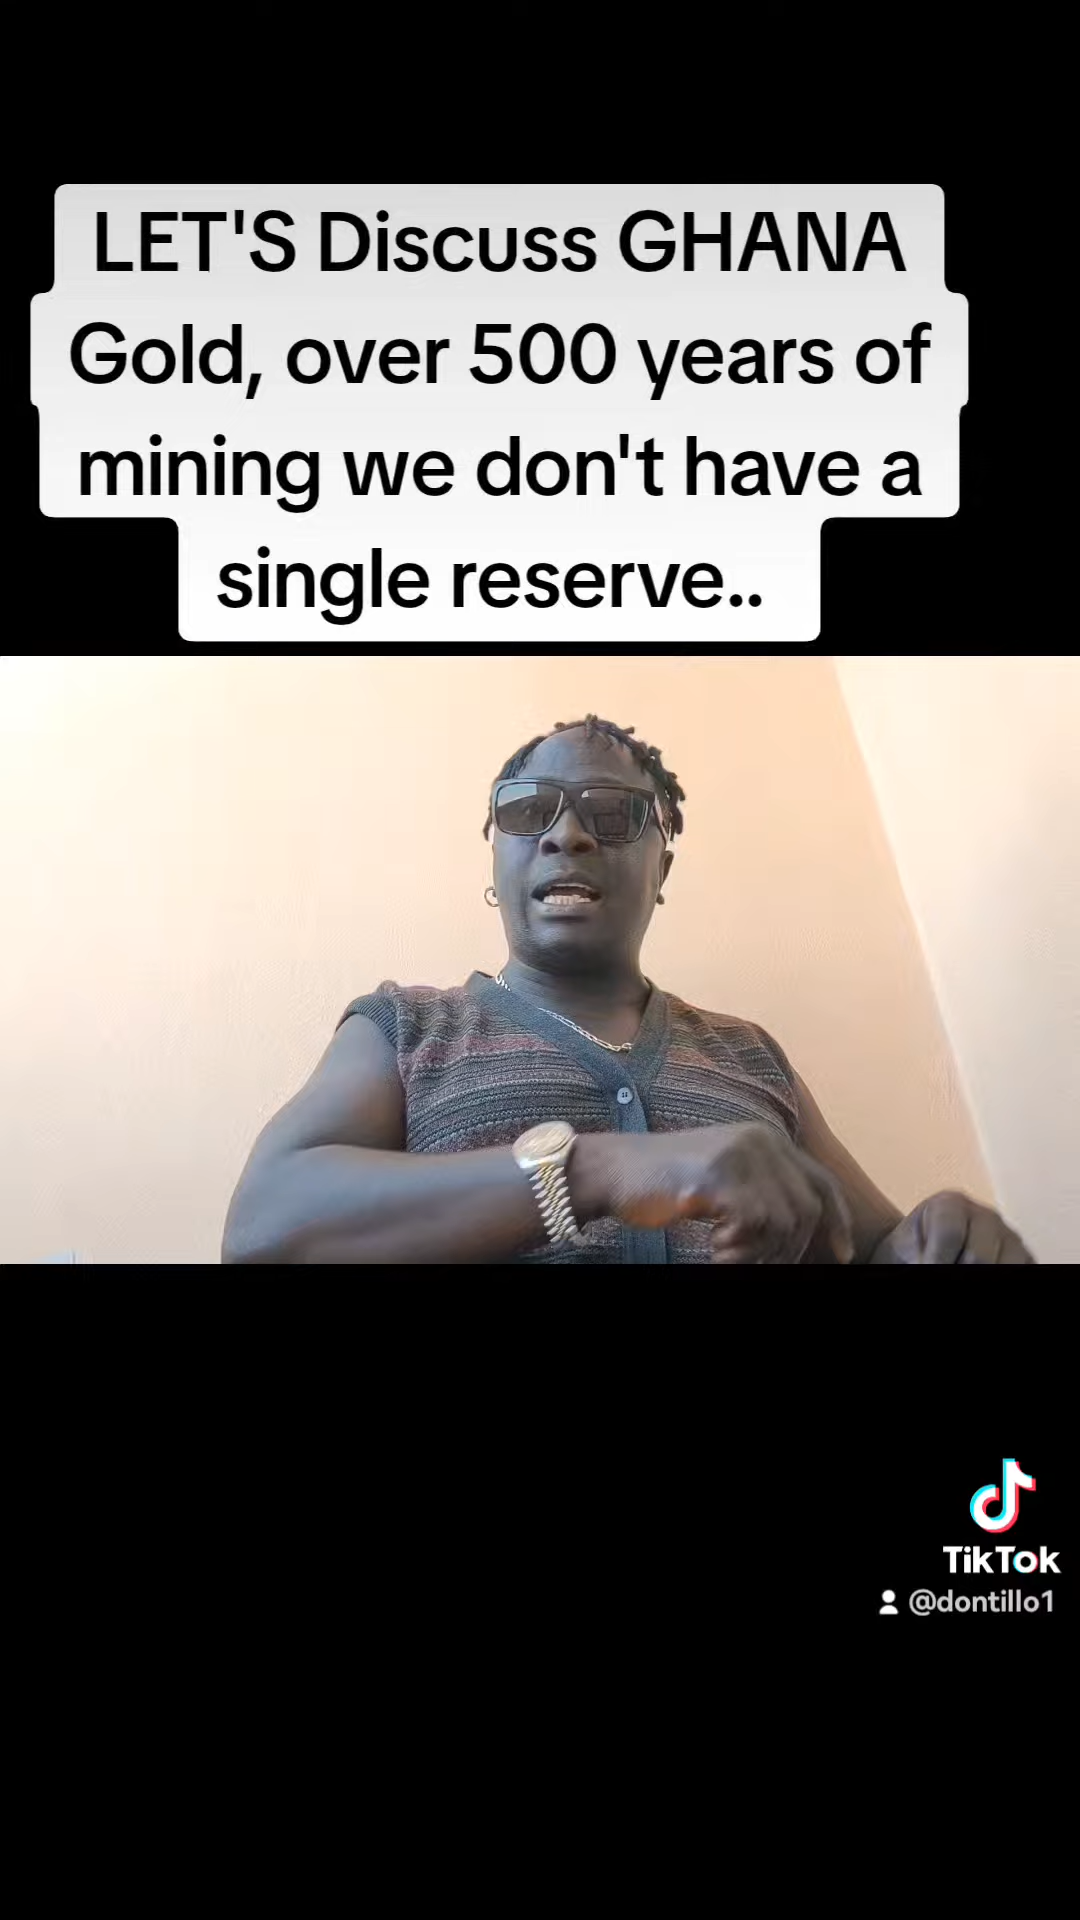 LET'S Discuss GHANA
Gold, over 500 years of
mining we don't have a
single reserve..
TikTok
@dontillo1